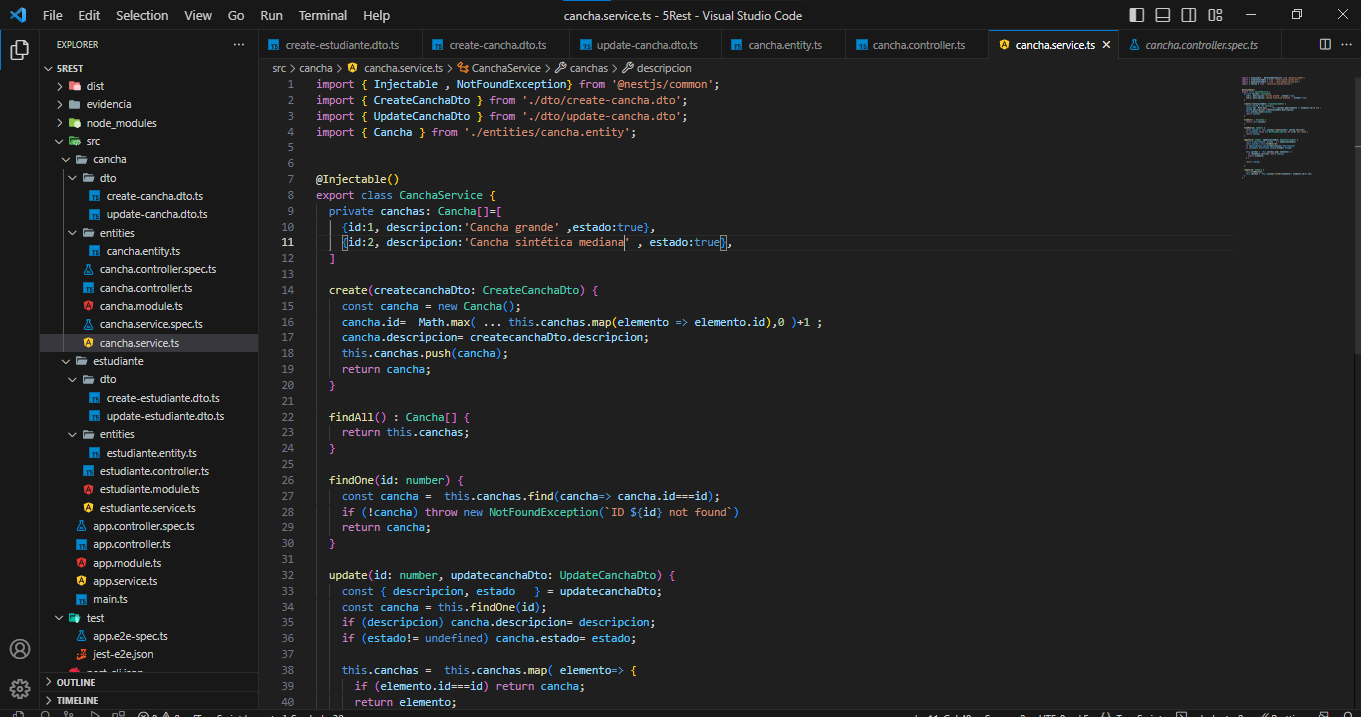 File Edit Selection View Go Run Terminal Help
cancha.service.ts - 5Rest - Visual Studio Code
EXPLORER
5REST
dist
evidencia
node_modules
src
cancha
dto
create-cancha.dto.ts
update-cancha.dto.ts
entities
cancha.entity.ts
cancha.controller.spec.ts
cancha.controller.ts
cancha.module.ts
cancha.service.spec.ts
cancha.service.ts
estudiante
dto
create-estudiante.dto.ts
update-estudiante.dto.ts
entities
estudiante.entity.ts
estudiante.controller.ts
estudiante.module.ts
estudiante.service.ts
app.controller.spec.ts
app.controller.ts
app.module.ts
app.service.ts
main.ts
test
app.e2e-spec.ts
jest-e2e.json
OUTLINE
TIMELINE
create-estudiante.dto.ts create-cancha.dto.ts update-cancha.dto.ts cancha.entity.ts cancha.controller.ts cancha.service.ts cancha.controller.spec.ts
src > cancha > cancha.service.ts > CanchaService > canchas > descripcion
1 import { Injectable , NotFoundException} from '@nestjs/common';
2 import { CreateCanchaDto } from './dto/create-cancha.dto';
3 import { UpdateCanchaDto } from './dto/update-cancha.dto';
4 import { Cancha } from './entities/cancha.entity';
5
6
7 @Injectable()
8 export class CanchaService {
9 private canchas: Cancha[]=[
10 {id:1, descripcion:'Cancha grande' ,estado:true},
11 {id:2, descripcion:'Cancha sintética mediana' , estado:true},
12 ]
13
14 create(createcanchaDto: CreateCanchaDto) {
15 const cancha = new Cancha();
16 cancha.id=  Math.max( ... this.canchas.map(elemento => elemento.id),0 )+1 ;
17 cancha.descripcion= createcanchaDto.descripcion;
18 this.canchas.push(cancha);
19 return cancha;
20 }
21
22 findAll() : Cancha[] {
23 return this.canchas;
24 }
25
26 findOne(id: number) {
27 const cancha =  this.canchas.find(cancha=> cancha.id===id);
28 if (!cancha) throw new NotFoundException(`ID ${id} not found`)
29 return cancha;
30 }
31
32 update(id: number, updatecanchaDto: UpdateCanchaDto) {
33 const { descripcion, estado   } = updatecanchaDto;
34 const cancha = this.findOne(id);
35 if (descripcion) cancha.descripcion= descripcion;
36 if (estado!= undefined) cancha.estado= estado;
37
38 this.canchas =  this.canchas.map( elemento=> {
39 if (elemento.id===id) return cancha;
40 return elemento;